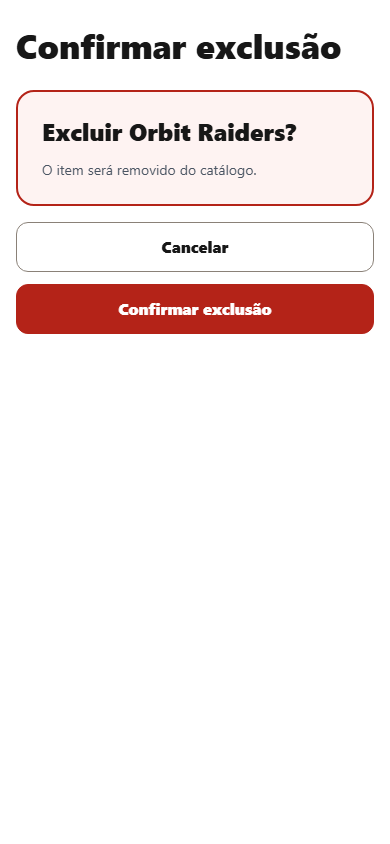 Confirmar exclusão
Excluir Orbit Raiders?
O item será removido do catálogo.
Cancelar
Confirmar exclusão